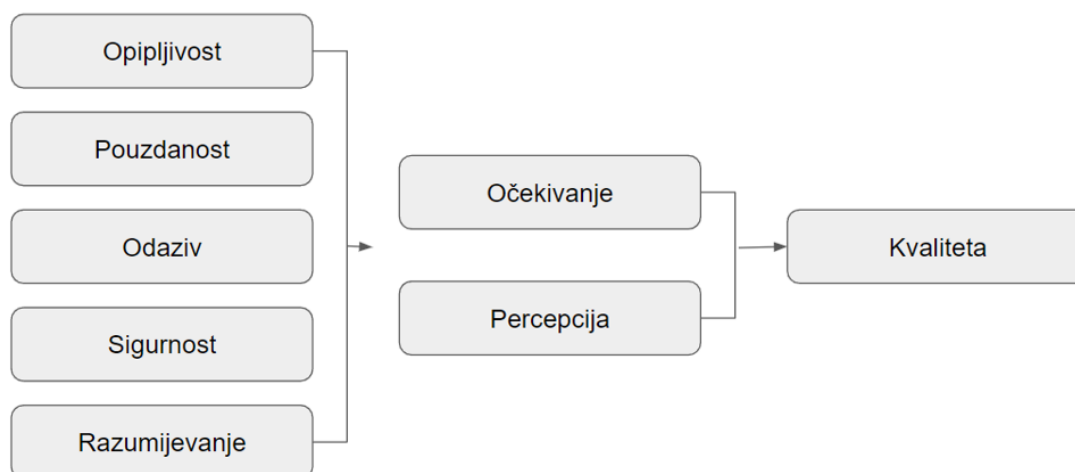 Opipljivost
Pouzdanost
Odaziv
Sigurnost
Razumijevanje
Očekivanje
Percepcija
Kvaliteta